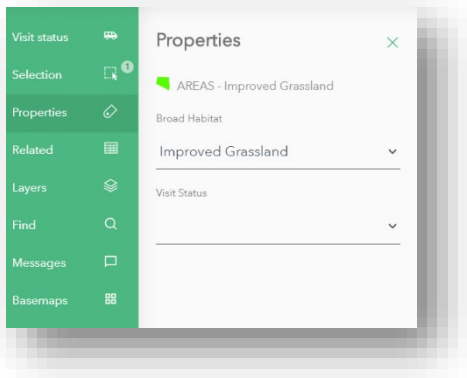 Visit status
Selection
1
Properties
Related
Layers
Find
Messages
Basemaps
Properties
AREAS - Improved Grassland
Broad Habitat
Improved Grassland
Visit Status